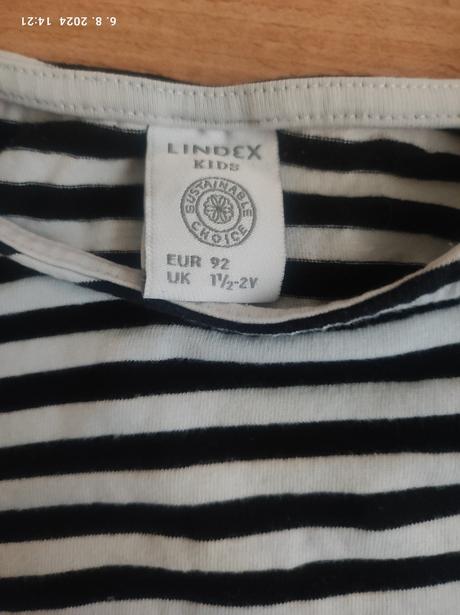 6. 8. 2024 14:21
LINDEX
KIDS
SUSTAINABLE
CHOICE
EUR 92
UK 1½-2Y